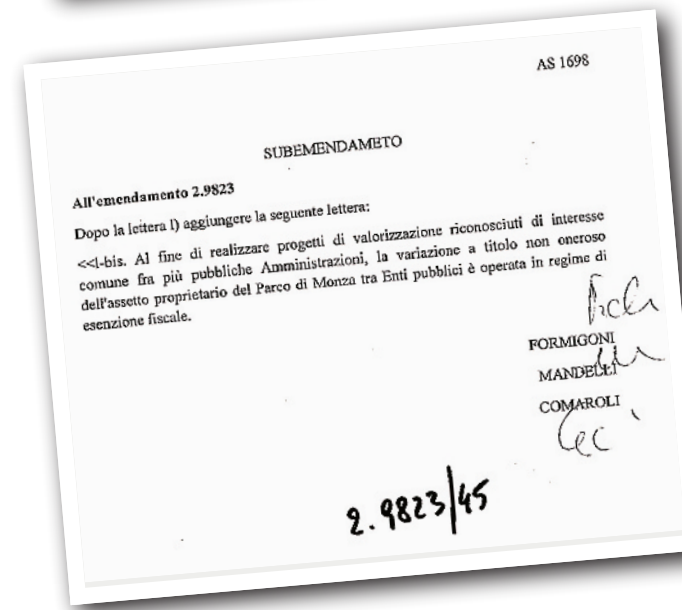 AS 1698
SUBEMENDAMETO
All'emendamento 2.9823
Dopo la lettera l) aggiungere la seguente lettera:
<<l-bis. Al fine di realizzare progetti di valorizzazione riconosciuti di interesse
comune fra più pubbliche Amministrazioni, la variazione a titolo non oneroso
dell'assetto proprietario del Parco di Monza tra Enti pubblici è operata in regime di
esenzione fiscale.
FORMIGONI
MANDELLI
COMAROLI
2.9823/45